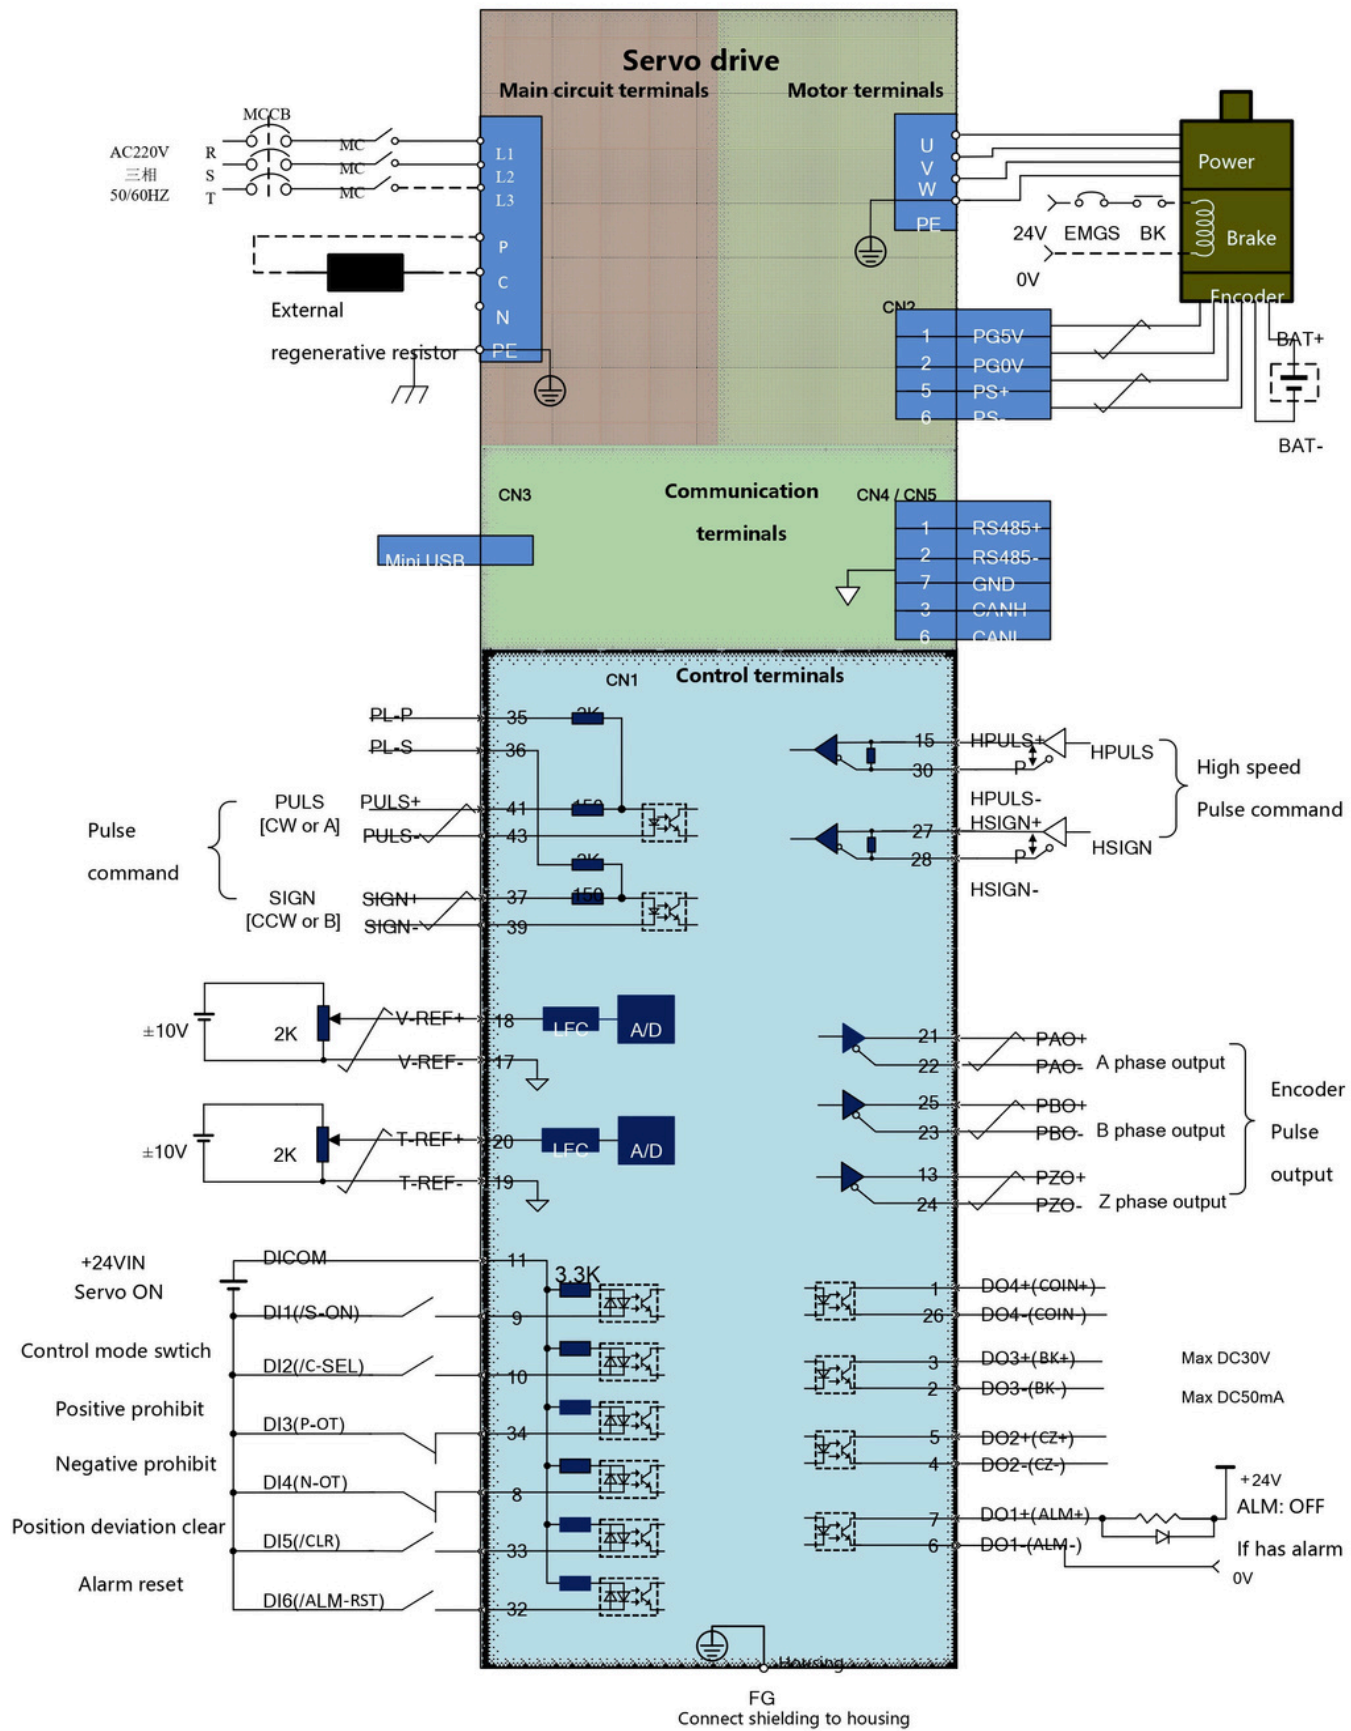 Servo drive
Main circuit terminals
Motor terminals
MCCB
AC220V
三相
50/60HZ
R
S
T
MC
MC
MC
L1
L2
L3
P
C
N
PE
External
regenerative resistor
U
V
W
PE
Power
Brake
Encoder
24V EMGS BK
0V
CN2
1 PG5V
2 PG0V
5 PS+
6 PS-
BAT+
BAT-
CN3
Communication
terminals
CN4 / CN5
Mini USB
1 RS485+
2 RS485-
7 GND
3 CANH
6 CANL
CN1
Control terminals
PL-P 35 2K
PL-S 36
Pulse
command
PULS
[CW or A]
PULS+ 41 150
PULS- 43
2K
SIGN
[CCW or B]
SIGN+ 37 150
SIGN- 39
15 HPULS+
30 P
HPULS
HPULS-
27 HSIGN+
28 P
HSIGN
HSIGN-
High speed
Pulse command
±10V 2K V-REF+ 18 LFC A/D
V-REF- 17
±10V 2K T-REF+ 20 LFC A/D
T-REF- 19
21 PAO+
22 PAO-
A phase output
25 PBO+
23 PBO-
B phase output
13 PZO+
24 PZO-
Z phase output
Encoder
Pulse
output
+24VIN
DICOM 11
3.3K
Servo ON
DI1(/S-ON) 9
Control mode swtich
DI2(/C-SEL) 10
Positive prohibit
DI3(P-OT) 34
Negative prohibit
DI4(N-OT) 8
Position deviation clear
DI5(/CLR) 33
Alarm reset
DI6(/ALM-RST) 32
1 DO4+(COIN+)
26 DO4-(COIN-)
3 DO3+(BK+)
2 DO3-(BK-)
Max DC30V
Max DC50mA
5 DO2+(CZ+)
4 DO2-(CZ-)
7 DO1+(ALM+)
6 DO1-(ALM-)
+24V
ALM: OFF
If has alarm
0V
Housing
FG
Connect shielding to housing